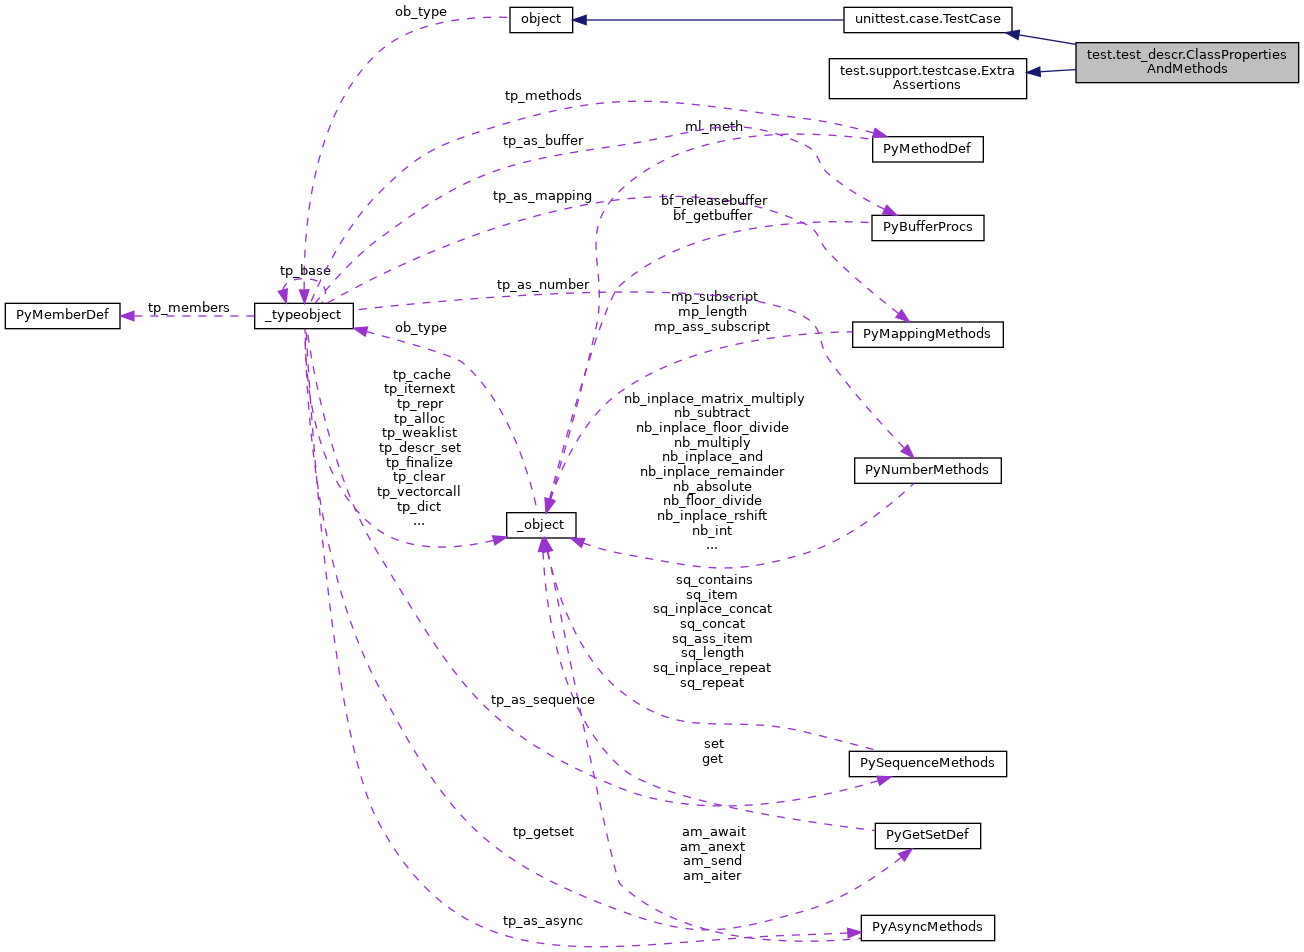 ob_type
object
unittest.case.TestCase
test.test_descr.ClassProperties
AndMethods
test.support.testcase.Extra
Assertions
tp_methods
ml_meth
tp_as_buffer
PyMethodDef
tp_as_mapping
bf_releasebuffer
bf_getbuffer
PyBufferProcs
tp_base
tp_as_number
mp_subscript
mp_length
mp_ass_subscript
PyMemberDef
tp_members
_typeobject
ob_type
PyMappingMethods
tp_cache
tp_iternext
tp_repr
tp_alloc
tp_weaklist
tp_descr_set
tp_finalize
tp_clear
tp_vectorcall
tp_dict
...
nb_inplace_matrix_multiply
nb_subtract
nb_inplace_floor_divide
nb_multiply
nb_inplace_and
nb_inplace_remainder
nb_absolute
nb_floor_divide
nb_inplace_rshift
nb_int
...
PyNumberMethods
_object
sq_contains
sq_item
sq_inplace_concat
sq_concat
sq_ass_item
sq_length
sq_inplace_repeat
sq_repeat
tp_as_sequence
set
get
PySequenceMethods
tp_getset
am_await
am_anext
am_send
am_aiter
PyGetSetDef
tp_as_async
PyAsyncMethods